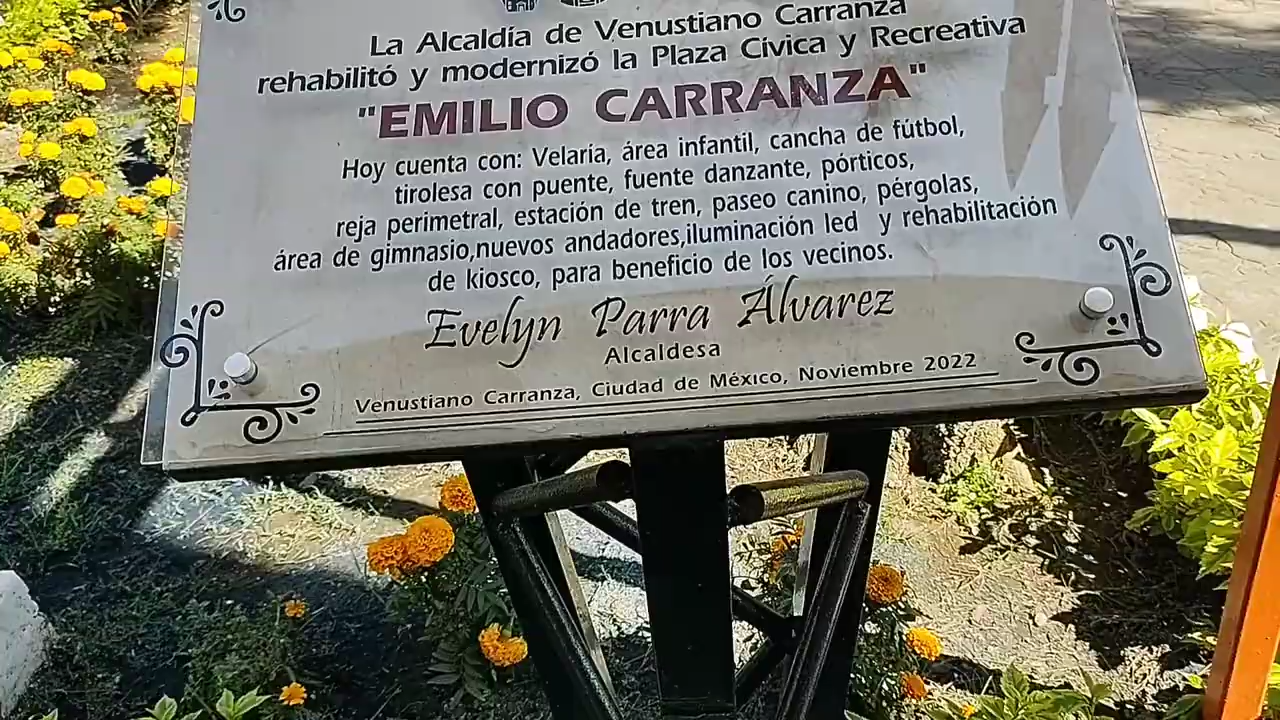 La Alcaldía de Venustiano Carranza
rehabilitó y modernizó la Plaza Cívica y Recreativa
"EMILIO CARRANZA"
Hoy cuenta con: Velaría, área infantil, cancha de fútbol,
tirolesa con puente, fuente danzante, pórticos,
reja perimetral, estación de tren, paseo canino, pérgolas,
área de gimnasio,nuevos andadores,iluminación led y rehabilitación
de kiosco, para beneficio de los vecinos.
Evelyn Parra Álvarez
Alcaldesa
Venustiano Carranza, Ciudad de México, Noviembre 2022